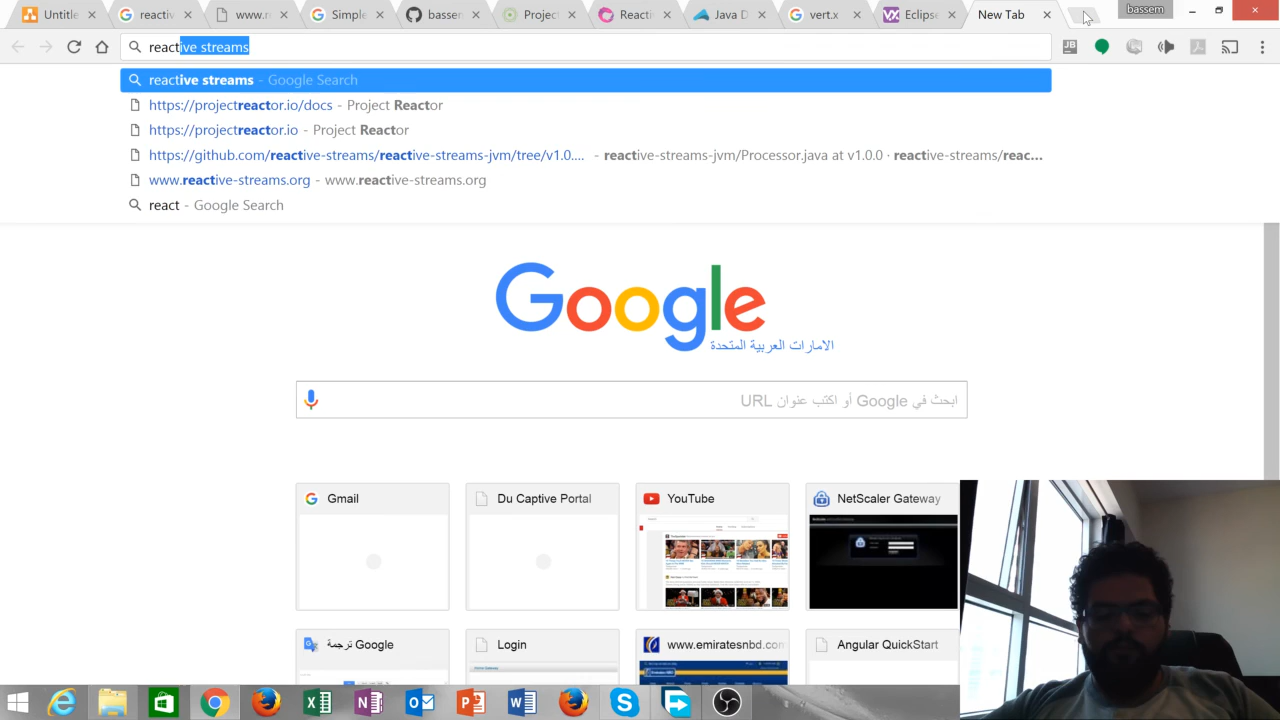 Untitle
reactive
www.r
Simple
bassem
Project
Reactin
Java D
vert.x
Eclipse
New Tab
bassem
reactive streams
JB
reactive streams - Google Search
https://projectreactor.io/docs - Project Reactor
https://projectreactor.io - Project Reactor
https://github.com/reactive-streams/reactive-streams-jvm/tree/v1.0.... - reactive-streams-jvm/Processor.java at v1.0.0 · reactive-streams/reac...
www.reactive-streams.org - www.reactive-streams.org
react - Google Search
Google
الامارات العربية المتحدة
ابحث في Google أو اكتب عنوان URL
Gmail
Du Captive Portal
YouTube
NetScaler Gateway
ترجمة Google
Login
www.emiratesnbd.com
Angular QuickStart